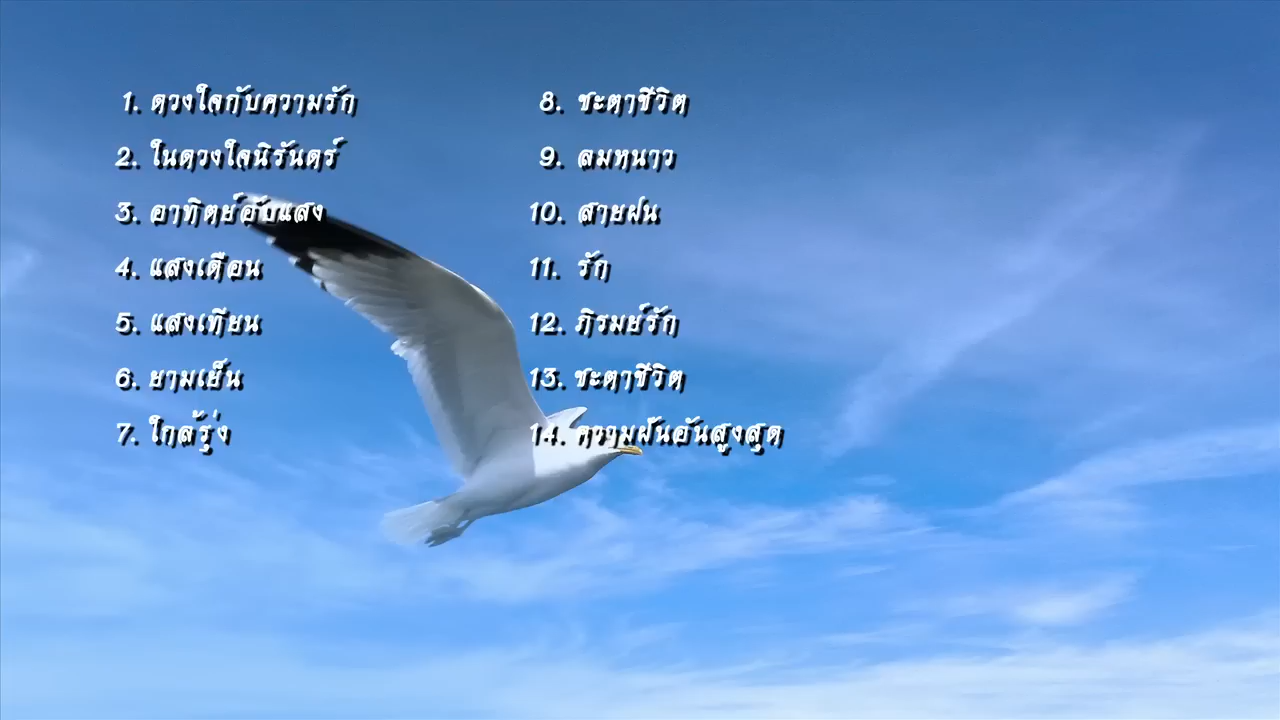 1. ดวงใจกับความรัก
2. ในดวงใจนิรันดร์
3. อาทิตย์อับแสง
4. แสงเดือน
5. แสงเทียน
6. ยามเย็น
7. ใกล้รุ่ง
8. ชะตาชีวิต
9. ลมหนาว
10. สายฝน
11. รัก
12. ภิรมย์รัก
13. ชะตาชีวิต
14. ความฝันอันสูงสุด